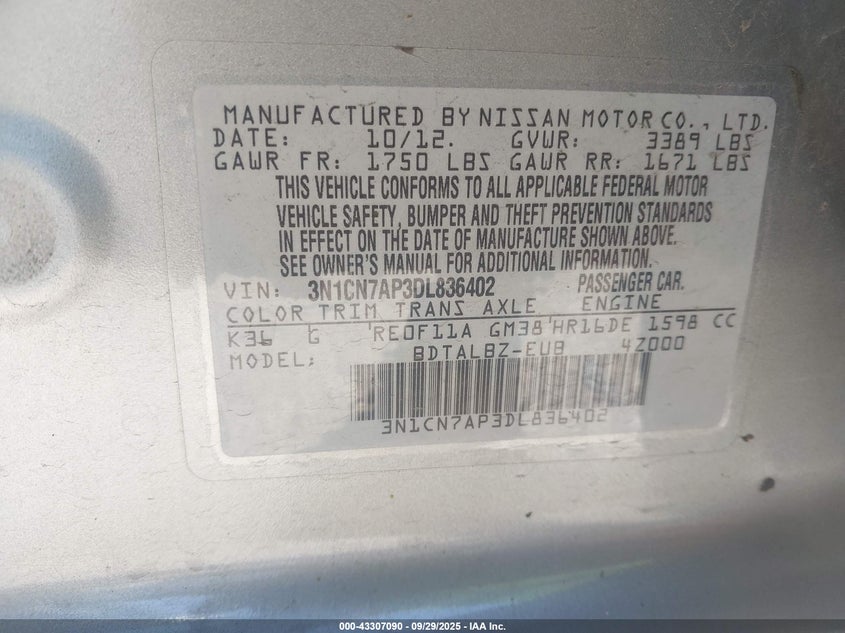 MANUFACTURED BY NISSAN MOTOR CO., LTD.
DATE: 10/12. GVWR: 3389 LBS
GAWR FR: 1750 LBS GAWR RR: 1671 LBS
THIS VEHICLE CONFORMS TO ALL APPLICABLE FEDERAL MOTOR
VEHICLE SAFETY, BUMPER AND THEFT PREVENTION STANDARDS
IN EFFECT ON THE DATE OF MANUFACTURE SHOWN ABOVE.
SEE OWNER'S MANUAL FOR ADDITIONAL INFORMATION.
VIN: 3N1CN7AP3DL836402 PASSENGER CAR.
COLOR TRIM TRANS AXLE ENGINE
K36 G RE0F11A GM38 HR16DE 1598 CC
MODEL: BDTALBZ-EUB 4Z000
3N1CN7AP3DL836402
000-43307090 - 09/29/2025 - IAA Inc.